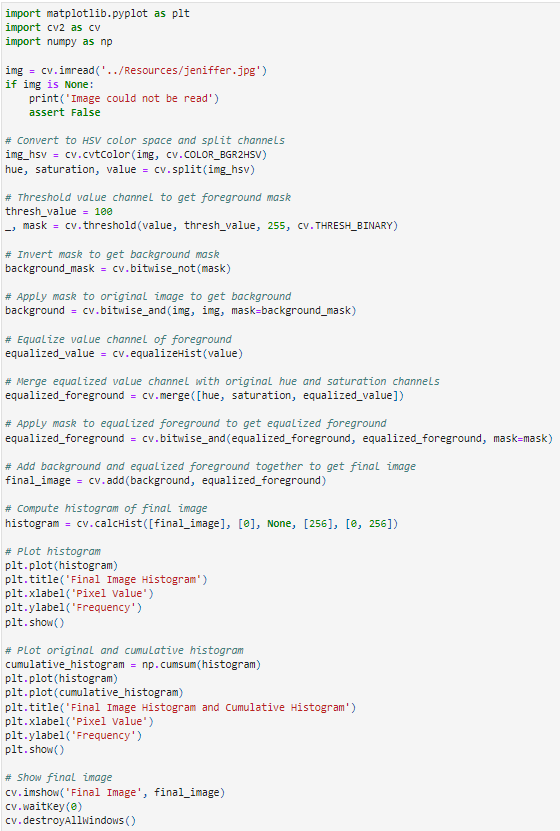 import matplotlib.pyplot as plt
import cv2 as cv
import numpy as np

img = cv.imread('../Resources/jeniffer.jpg')
if img is None:
    print('Image could not be read')
    assert False

# Convert to HSV color space and split channels
img_hsv = cv.cvtColor(img, cv.COLOR_BGR2HSV)
hue, saturation, value = cv.split(img_hsv)

# Threshold value channel to get foreground mask
thresh_value = 100
_, mask = cv.threshold(value, thresh_value, 255, cv.THRESH_BINARY)

# Invert mask to get background mask
background_mask = cv.bitwise_not(mask)

# Apply mask to original image to get background
background = cv.bitwise_and(img, img, mask=background_mask)

# Equalize value channel of foreground
equalized_value = cv.equalizeHist(value)

# Merge equalized value channel with original hue and saturation channels
equalized_foreground = cv.merge([hue, saturation, equalized_value])

# Apply mask to equalized foreground to get equalized foreground
equalized_foreground = cv.bitwise_and(equalized_foreground, equalized_foreground, mask=mask)

# Add background and equalized foreground together to get final image
final_image = cv.add(background, equalized_foreground)

# Compute histogram of final image
histogram = cv.calcHist([final_image], [0], None, [256], [0, 256])

# Plot histogram
plt.plot(histogram)
plt.title('Final Image Histogram')
plt.xlabel('Pixel Value')
plt.ylabel('Frequency')
plt.show()

# Plot original and cumulative histogram
cumulative_histogram = np.cumsum(histogram)
plt.plot(histogram)
plt.plot(cumulative_histogram)
plt.title('Final Image Histogram and Cumulative Histogram')
plt.xlabel('Pixel Value')
plt.ylabel('Frequency')
plt.show()

# Show final image
cv.imshow('Final Image', final_image)
cv.waitKey(0)
cv.destroyAllWindows()